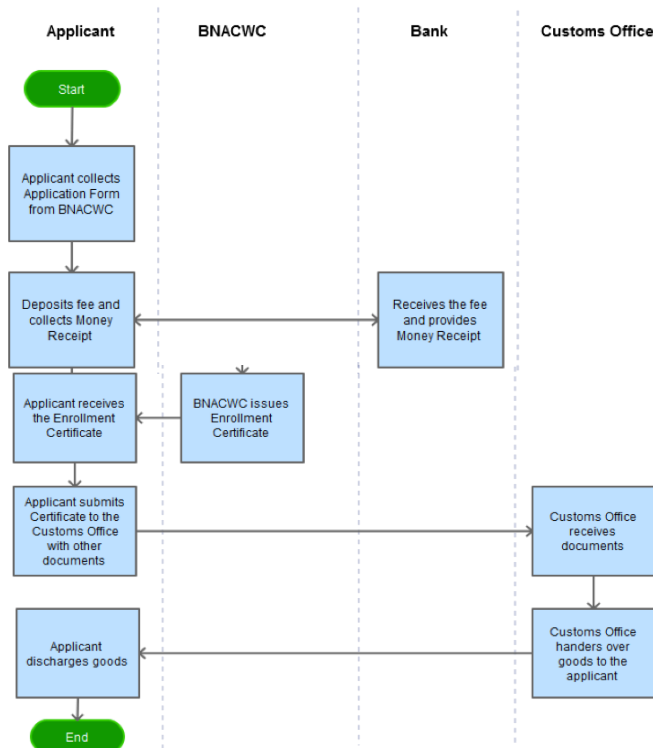 Applicant
BNACWC
Bank
Customs Office
Start
Applicant collects
Application Form
from BNACWC
Deposits fee and
collects Money
Receipt
Receives the fee
and provides
Money Receipt
Applicant receives
the Enrollment
Certificate
BNACWC issues
Enrollment
Certificate
Applicant submits
Certificate to the
Customs Office
with other
documents
Customs Office
receives
documents
Applicant
discharges goods
Customs Office
handers over
goods to the
applicant
End